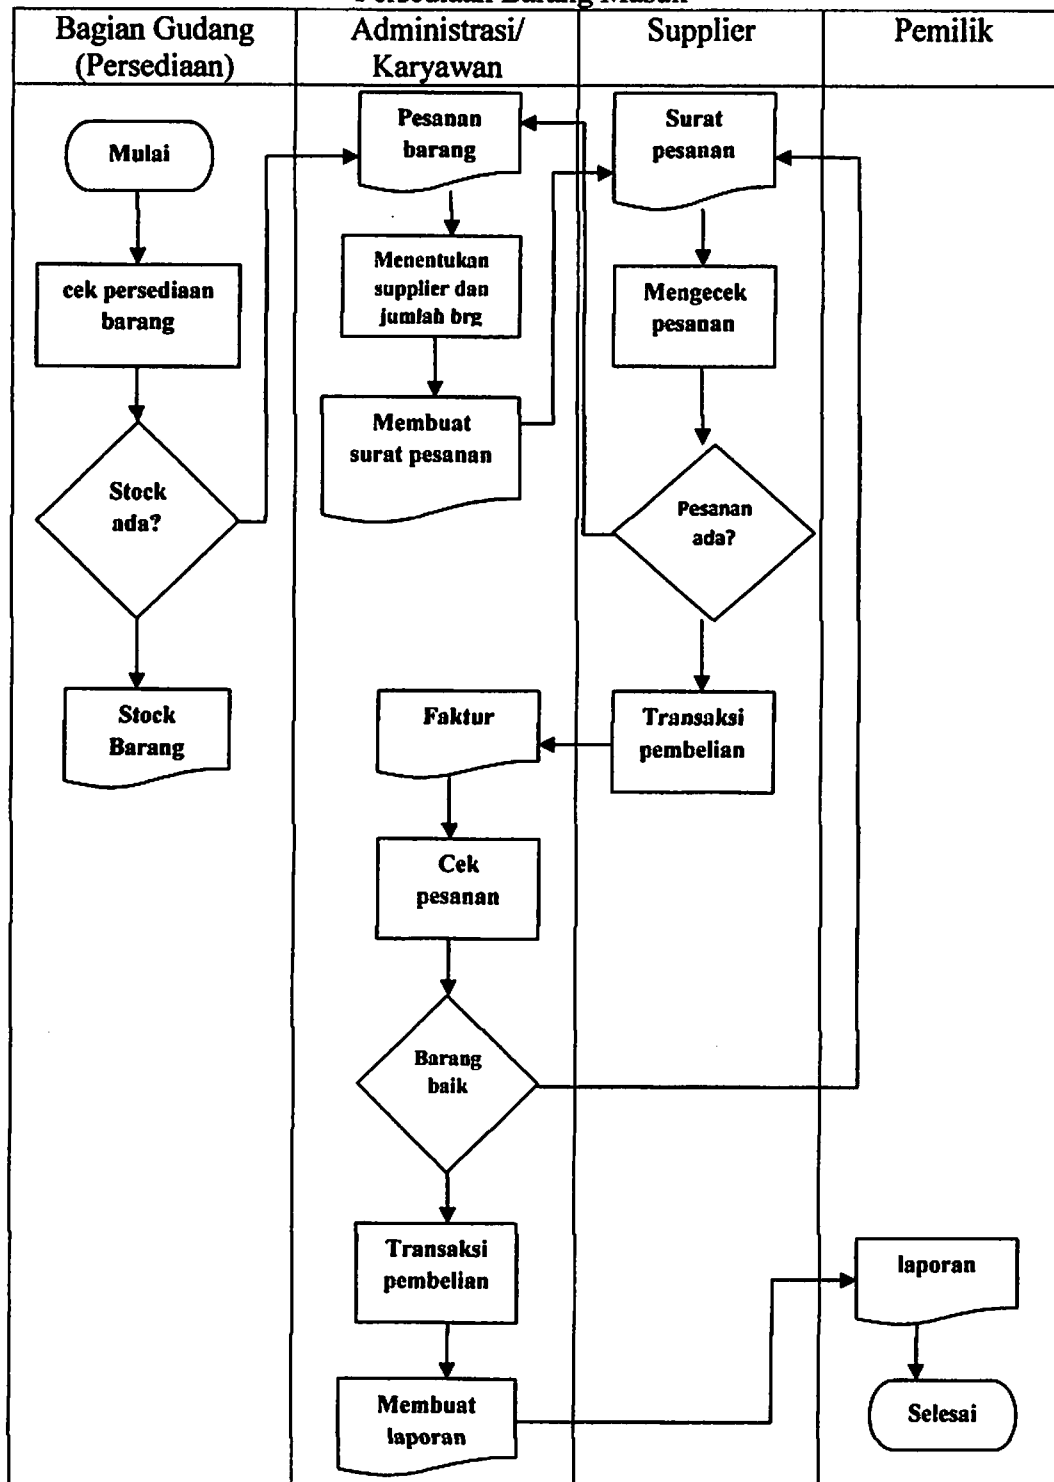 Bagian Gudang
(Persediaan)
Administrasi/
Karyawan
Supplier
Pemilik
Mulai
cek persediaan
barang
Stock
ada?
Stock
Barang
Pesanan
barang
Menentukan
supplier dan
jumlah brg
Membuat
surat pesanan
Surat
pesanan
Mengecek
pesanan
Pesanan
ada?
Transaksi
pembelian
Faktur
Cek
pesanan
Barang
baik
Transaksi
pembelian
Membuat
laporan
laporan
Selesai